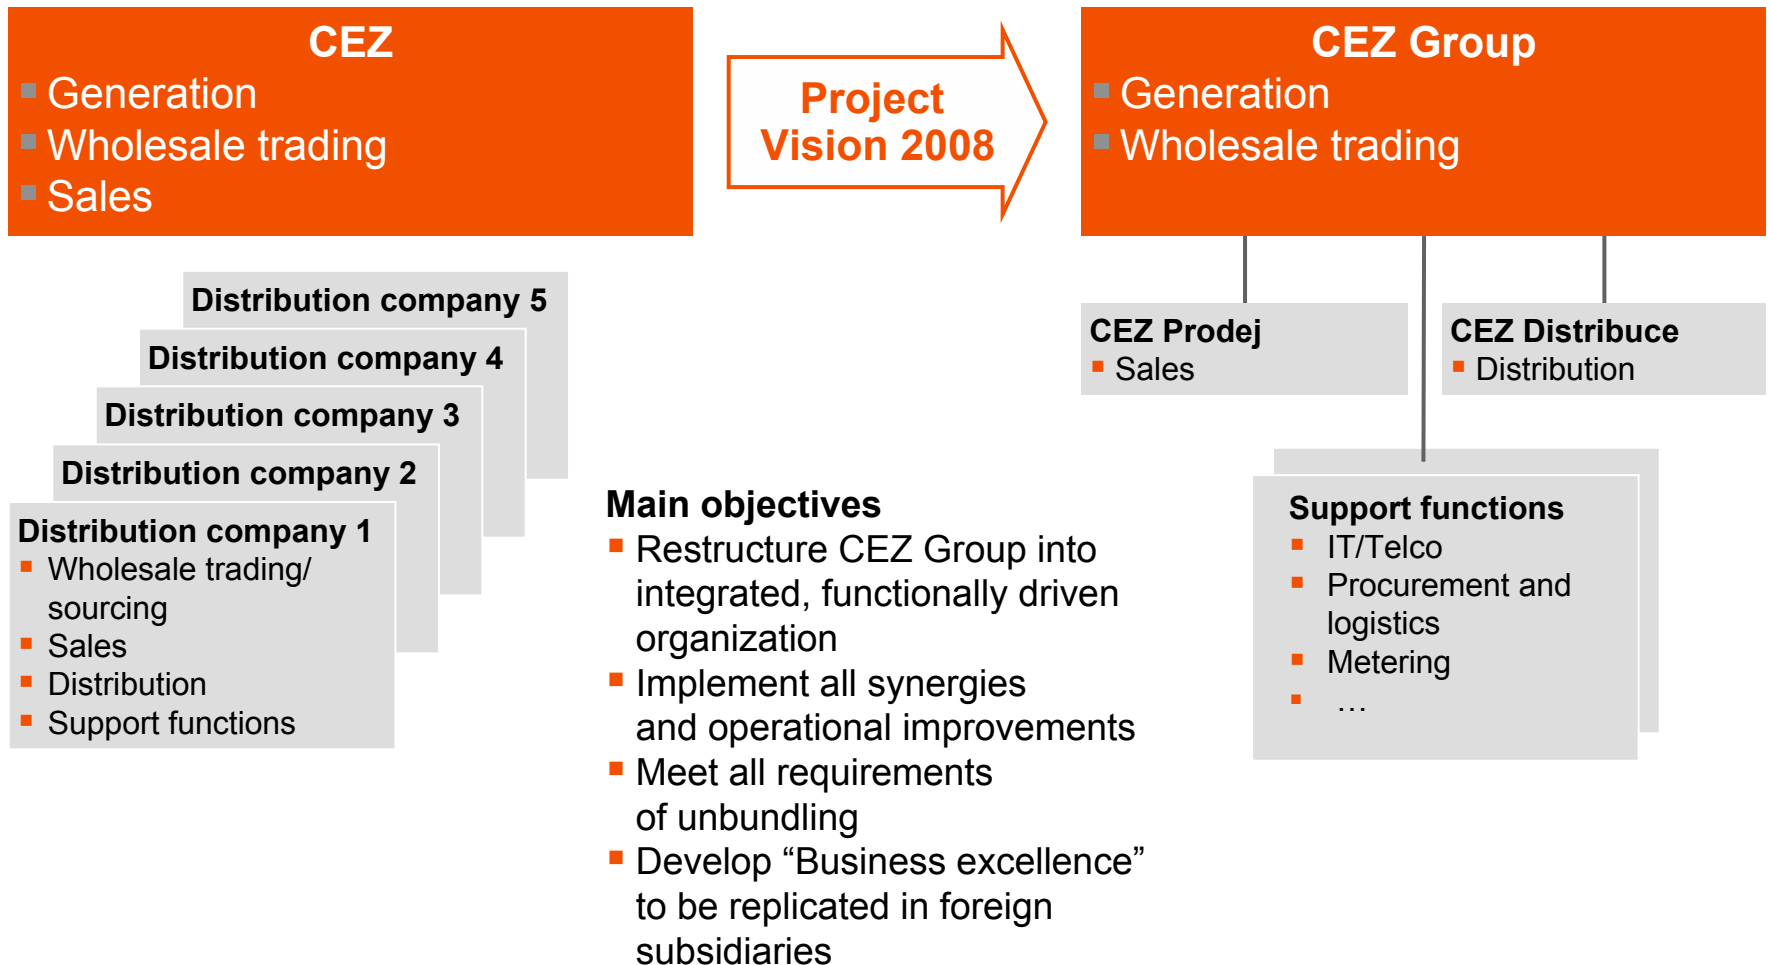 CEZ
Generation
Wholesale trading
Sales
Project
Vision 2008
CEZ Group
Generation
Wholesale trading
Distribution company 5
Distribution company 4
Distribution company 3
Distribution company 2
Distribution company 1
Wholesale trading/
sourcing
Sales
Distribution
Support functions
Main objectives
Restructure CEZ Group into
integrated, functionally driven
organization
Implement all synergies
and operational improvements
Meet all requirements
of unbundling
Develop “Business excellence”
to be replicated in foreign
subsidiaries
CEZ Prodej
Sales
CEZ Distribuce
Distribution
Support functions
IT/Telco
Procurement and
logistics
Metering
…